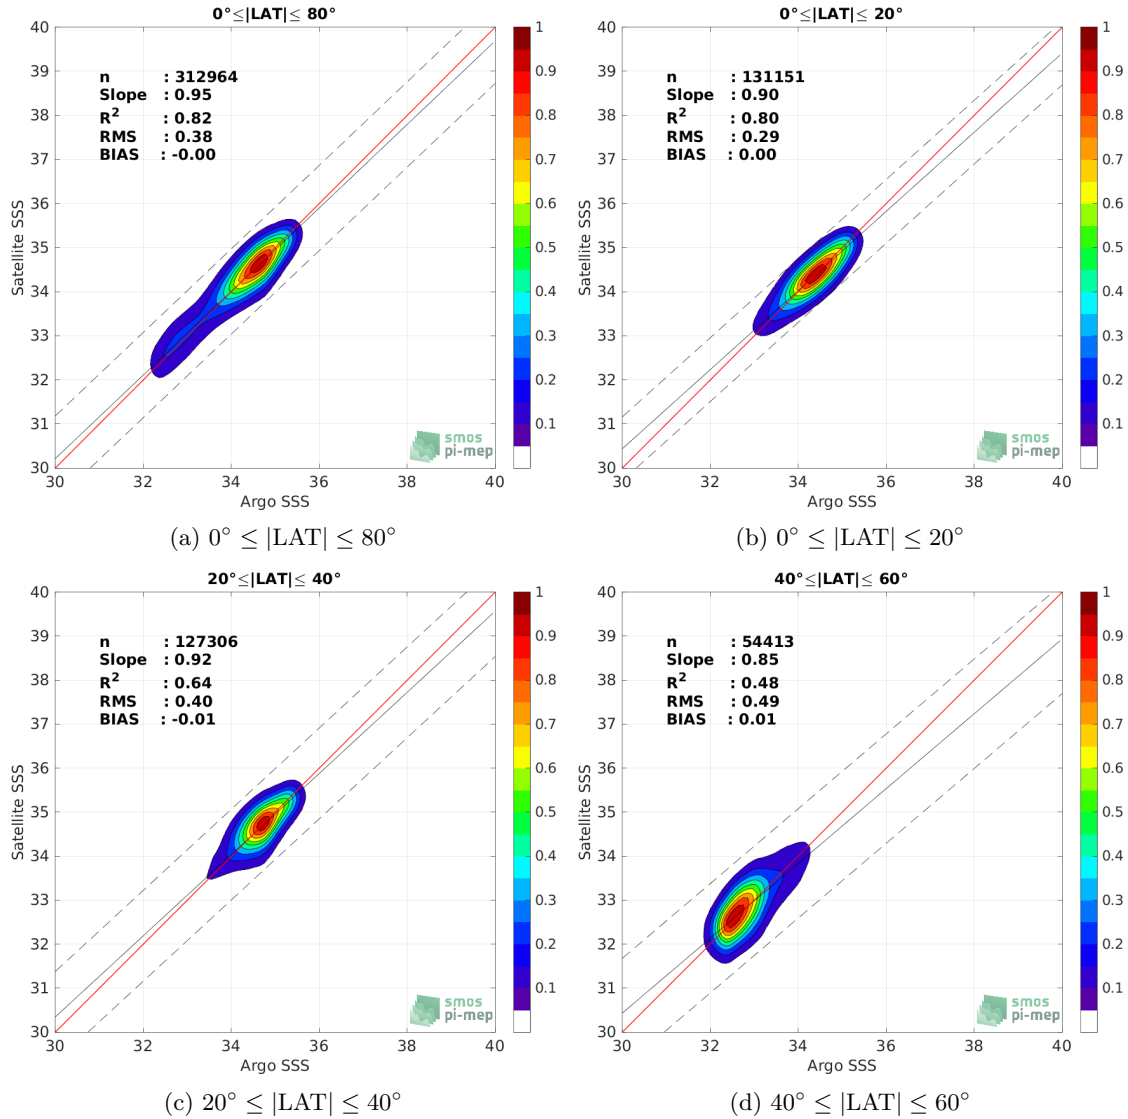 0°≤|LAT|≤ 80°
n : 312964
Slope : 0.95
R² : 0.82
RMS : 0.38
BIAS : -0.00
Satellite SSS
40
39
38
37
36
35
34
33
32
31
30
30 32 34 36 38 40
Argo SSS
1
0.9
0.8
0.7
0.6
0.5
0.4
0.3
0.2
0.1
smos
pi-mep
(a) 0° ≤ |LAT| ≤ 80°
0°≤|LAT|≤ 20°
n : 131151
Slope : 0.90
R² : 0.80
RMS : 0.29
BIAS : 0.00
Satellite SSS
40
39
38
37
36
35
34
33
32
31
30
30 32 34 36 38 40
Argo SSS
1
0.9
0.8
0.7
0.6
0.5
0.4
0.3
0.2
0.1
smos
pi-mep
(b) 0° ≤ |LAT| ≤ 20°
20°≤|LAT|≤ 40°
n : 127306
Slope : 0.92
R² : 0.64
RMS : 0.40
BIAS : -0.01
Satellite SSS
40
39
38
37
36
35
34
33
32
31
30
30 32 34 36 38 40
Argo SSS
1
0.9
0.8
0.7
0.6
0.5
0.4
0.3
0.2
0.1
smos
pi-mep
(c) 20° ≤ |LAT| ≤ 40°
40°≤|LAT|≤ 60°
n : 54413
Slope : 0.85
R² : 0.48
RMS : 0.49
BIAS : 0.01
Satellite SSS
40
39
38
37
36
35
34
33
32
31
30
30 32 34 36 38 40
Argo SSS
1
0.9
0.8
0.7
0.6
0.5
0.4
0.3
0.2
0.1
smos
pi-mep
(d) 40° ≤ |LAT| ≤ 60°